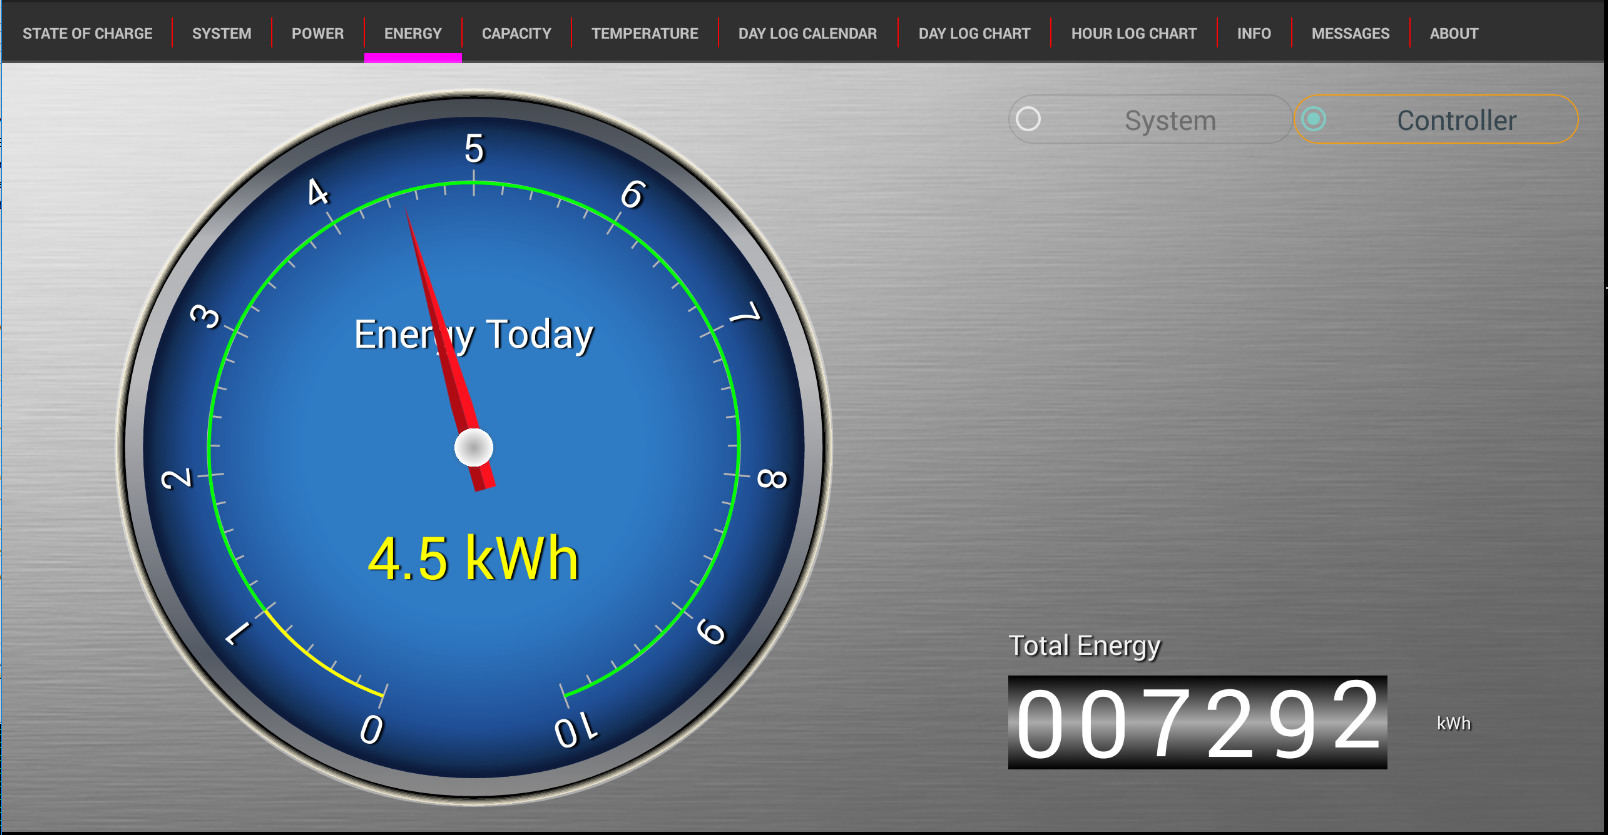 STATE OF CHARGE SYSTEM POWER ENERGY CAPACITY TEMPERATURE DAY LOG CALENDAR DAY LOG CHART HOUR LOG CHART INFO MESSAGES ABOUT
System Controller
0 1 2 3 4 5 6 7 8 9 10
Energy Today
4.5 kWh
Total Energy
007292 kWh